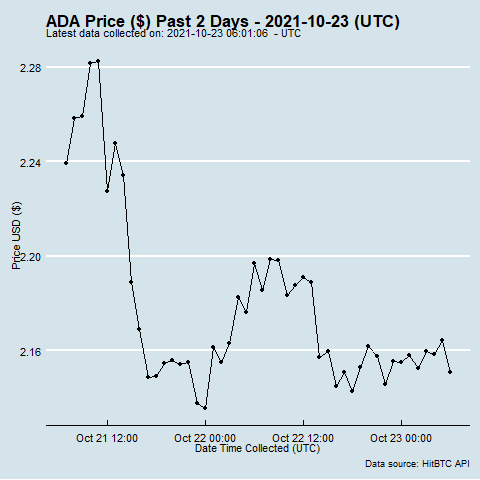 ADA Price ($) Past 2 Days - 2021-10-23 (UTC)
Latest data collected on: 2021-10-23 06:01:06  - UTC
2.28
2.24
2.20
2.16
Price USD ($)
Oct 21 12:00 Oct 22 00:00 Oct 22 12:00 Oct 23 00:00
Date Time Collected (UTC)
Data source: HitBTC API